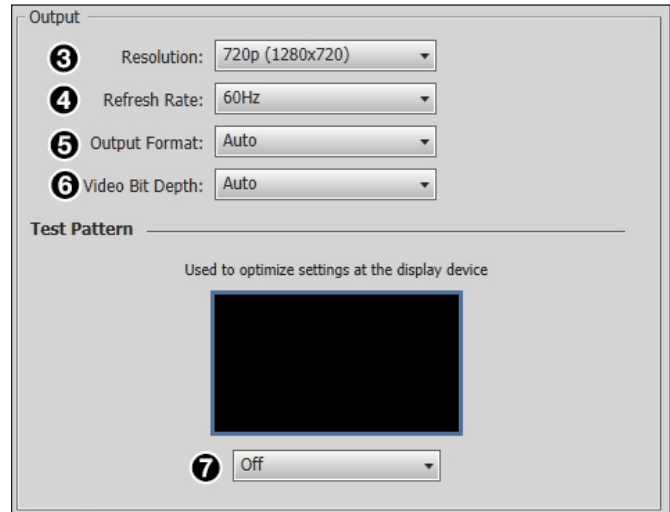 Output
3 Resolution: 720p (1280x720)
4 Refresh Rate: 60Hz
5 Output Format: Auto
6 Video Bit Depth: Auto
Test Pattern
Used to optimize settings at the display device
7 Off